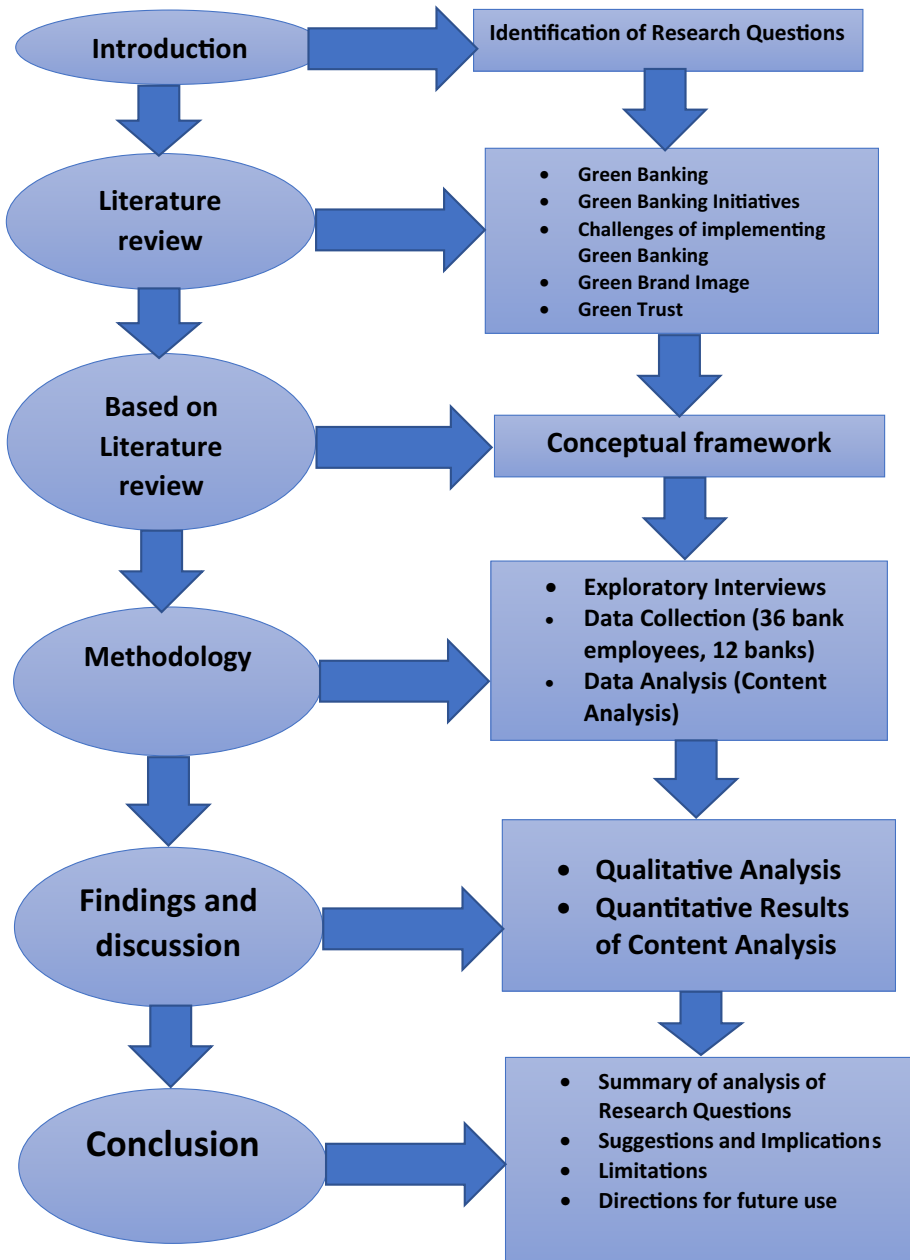 Introduction
Identification of Research Questions
Literature
review
• Green Banking
• Green Banking Initiatives
• Challenges of implementing
Green Banking
• Green Brand Image
• Green Trust
Based on
Literature
review
Conceptual framework
Methodology
• Exploratory Interviews
• Data Collection (36 bank
employees, 12 banks)
• Data Analysis (Content
Analysis)
Findings and
discussion
• Qualitative Analysis
• Quantitative Results
of Content Analysis
Conclusion
• Summary of analysis of
Research Questions
• Suggestions and Implications
• Limitations
• Directions for future use